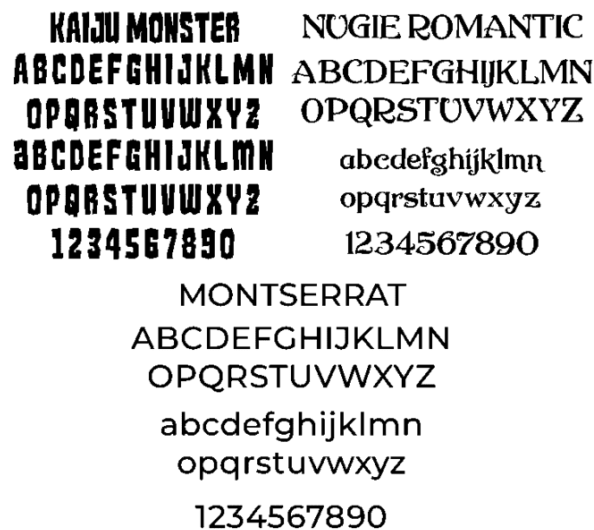 KAIJU MONSTER
ABCDEFGHIJKLMN
OPQRSTUVWXYZ
aBCDEFGHIJKLmN
OPQRSTUVWXYZ
1234567890
NUGIE ROMANTIC
ABCDEFGHIJKLMN
OPQRSTUVWXYZ
abcdefghijklmn
opqrstuvwxyz
1234567890
MONTSERRAT
ABCDEFGHIJKLMN
OPQRSTUVWXYZ
abcdefghijklmn
opqrstuvwxyz
1234567890